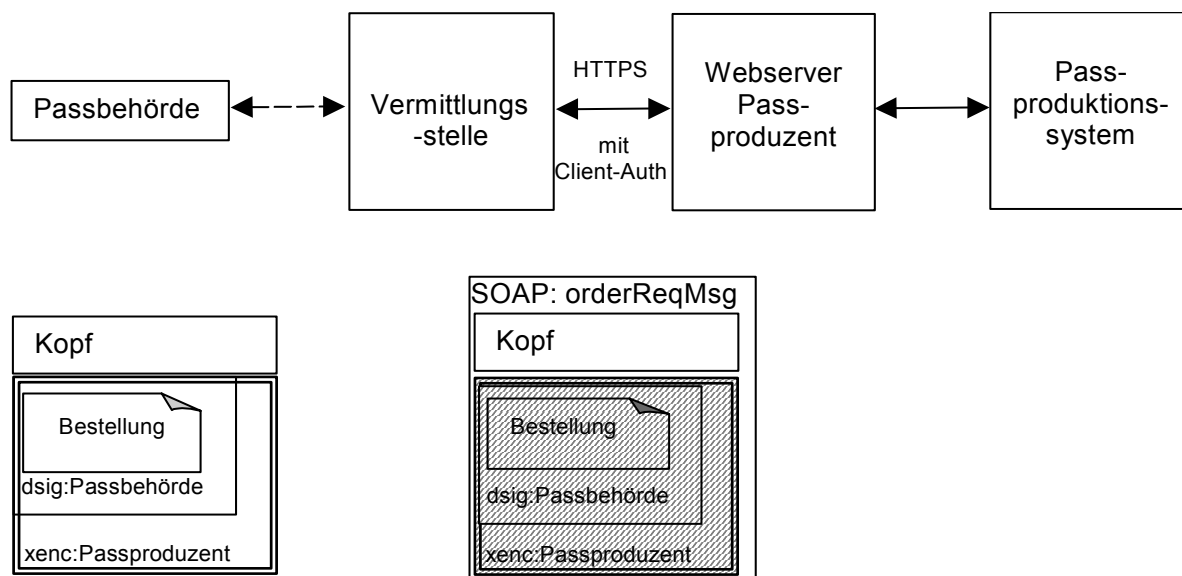 Passbehörde
Vermittlungs
-stelle
HTTPS
mit
Client-Auth
Webserver
Pass-
produzent
Pass-
produktions-
system
Kopf
Bestellung
dsig:Passbehörde
xenc:Passproduzent
SOAP: orderReqMsg
Kopf
Bestellung
dsig:Passbehörde
xenc:Passproduzent